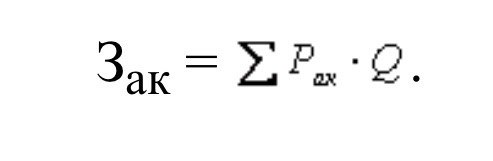 Зак = ∑ Pак · Q.